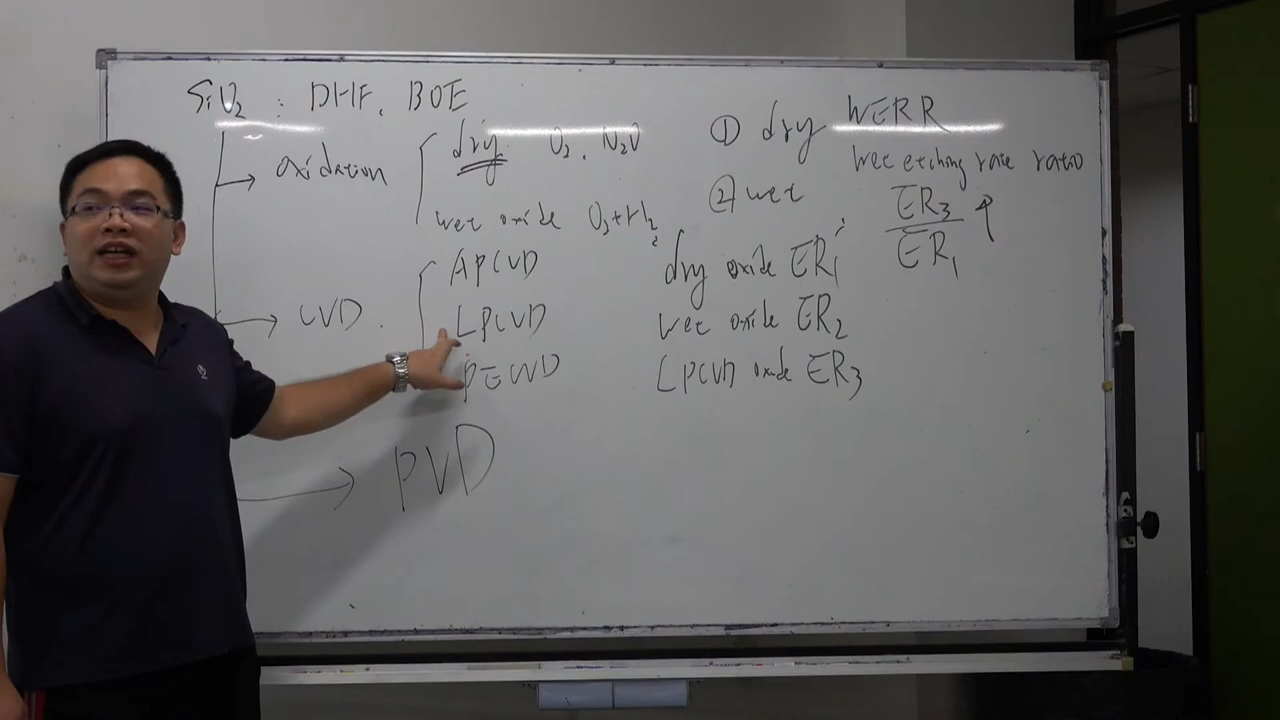 SiO2 : DHF, BOE
→ oxidation
dry O2, N2O
wet oxide O2+H2
→ CVD.
APCVD
LPCVD
PECVD
→ PVD
① dry WERR
wet etching rate ratio
② wet
ER3 / ER1 ↑
dry oxide ER1
wet oxide ER2
LPCVD oxide ER3